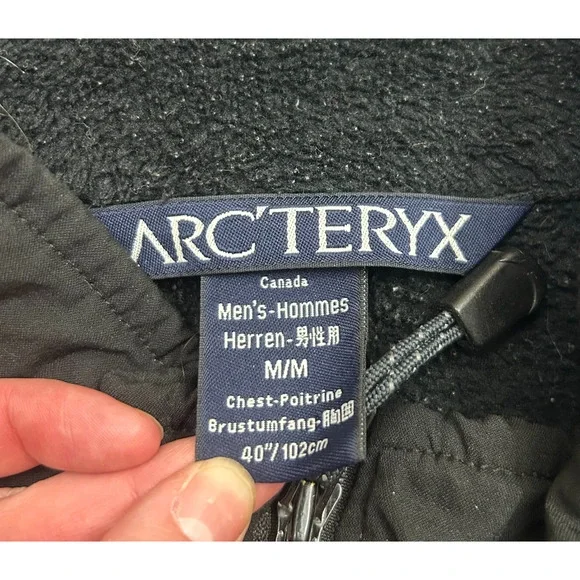 ARC'TERYX
Canada
Men's-Hommes
Herren-男性用
M/M
Chest-Poitrine
Brustumfang-胸囲
40"/102cm